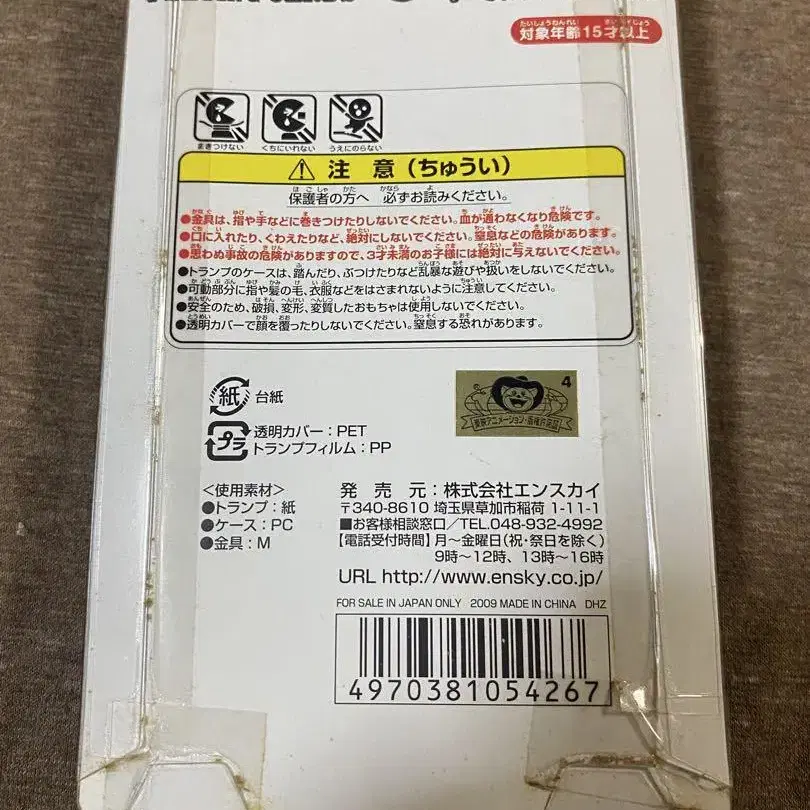 対象年齢15才以上
まきつけない くちにいれない うえにのらない
注 意（ちゅうい）
保護者の方へ 必ずお読みください。
●金具は、指や手などに巻きつけたりしないでください。血が通わなくなり危険です。
●口に入れたり、くわえたりなど、絶対にしないでください。窒息などの危険があります。
●思わぬ事故の危険がありますので、3才未満のお子様には絶対に与えないでください。
●トランプのケースは、踏んだり、ぶつけたりなど乱暴な遊びや扱いをしないでください。
●可動部分に指や髪の毛、衣服などをはさまれないように注意してください。
●安全のため、破損、変形、変質したおもちゃは使用しないでください。
●透明カバーで顔を覆ったりしないでください。窒息する恐れがあります。
紙 台紙
プラ 透明カバー：PET
トランプフィルム：PP
4
東映アニメーション・版権許諾品
＜使用素材＞
●トランプ：紙
●ケース：PC
●金具：M
発 売 元：株式会社エンスカイ
〒340-8610 埼玉県草加市稲荷 1-11-1
■お客様相談窓口／TEL.048-932-4992
【電話受付時間】月〜金曜日（祝・祭日を除く）
9時〜12時、13時〜16時
URL http://www.ensky.co.jp/
FOR SALE IN JAPAN ONLY 2009 MADE IN CHINA DHZ
4970381054267